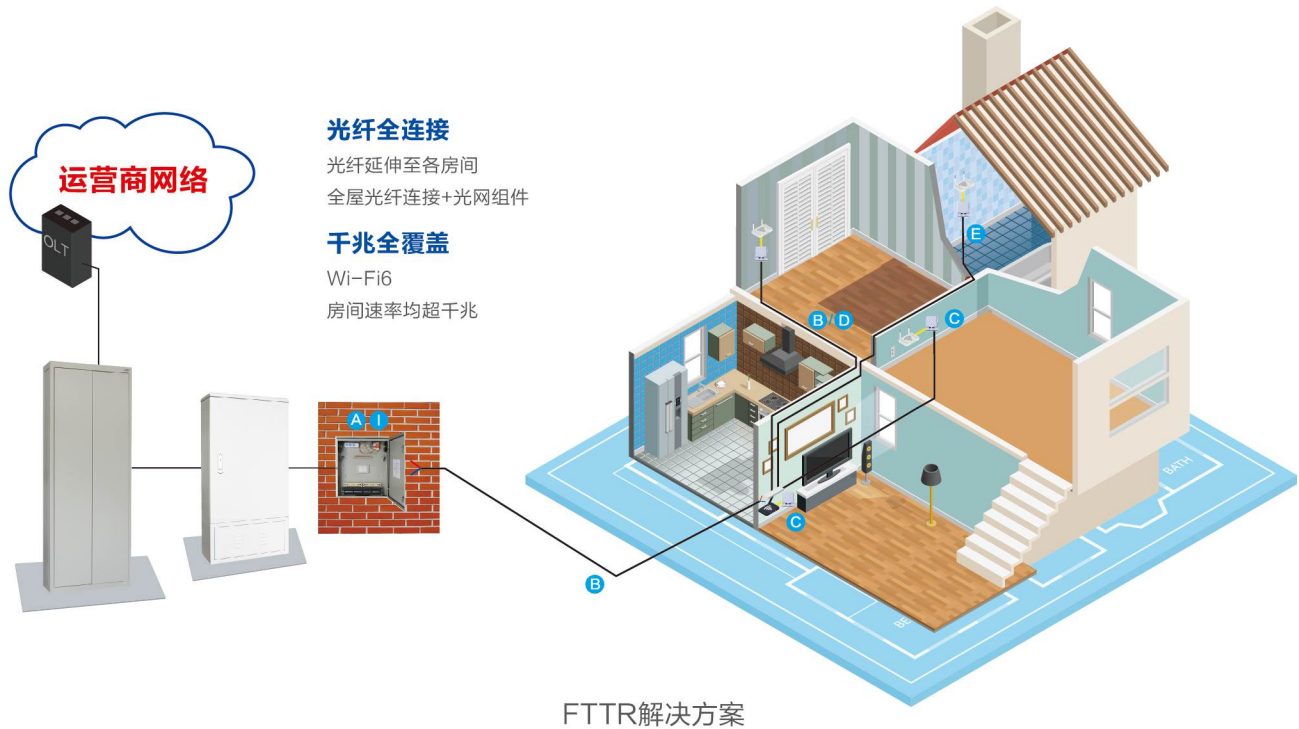 光纤全连接
光纤延伸至各房间
全屋光纤连接+光网组件
千兆全覆盖
Wi-Fi6
房间速率均超千兆
运营商网络
OLT
A I
B
C
B/D
C
E
BATH
BE
FTTR解决方案